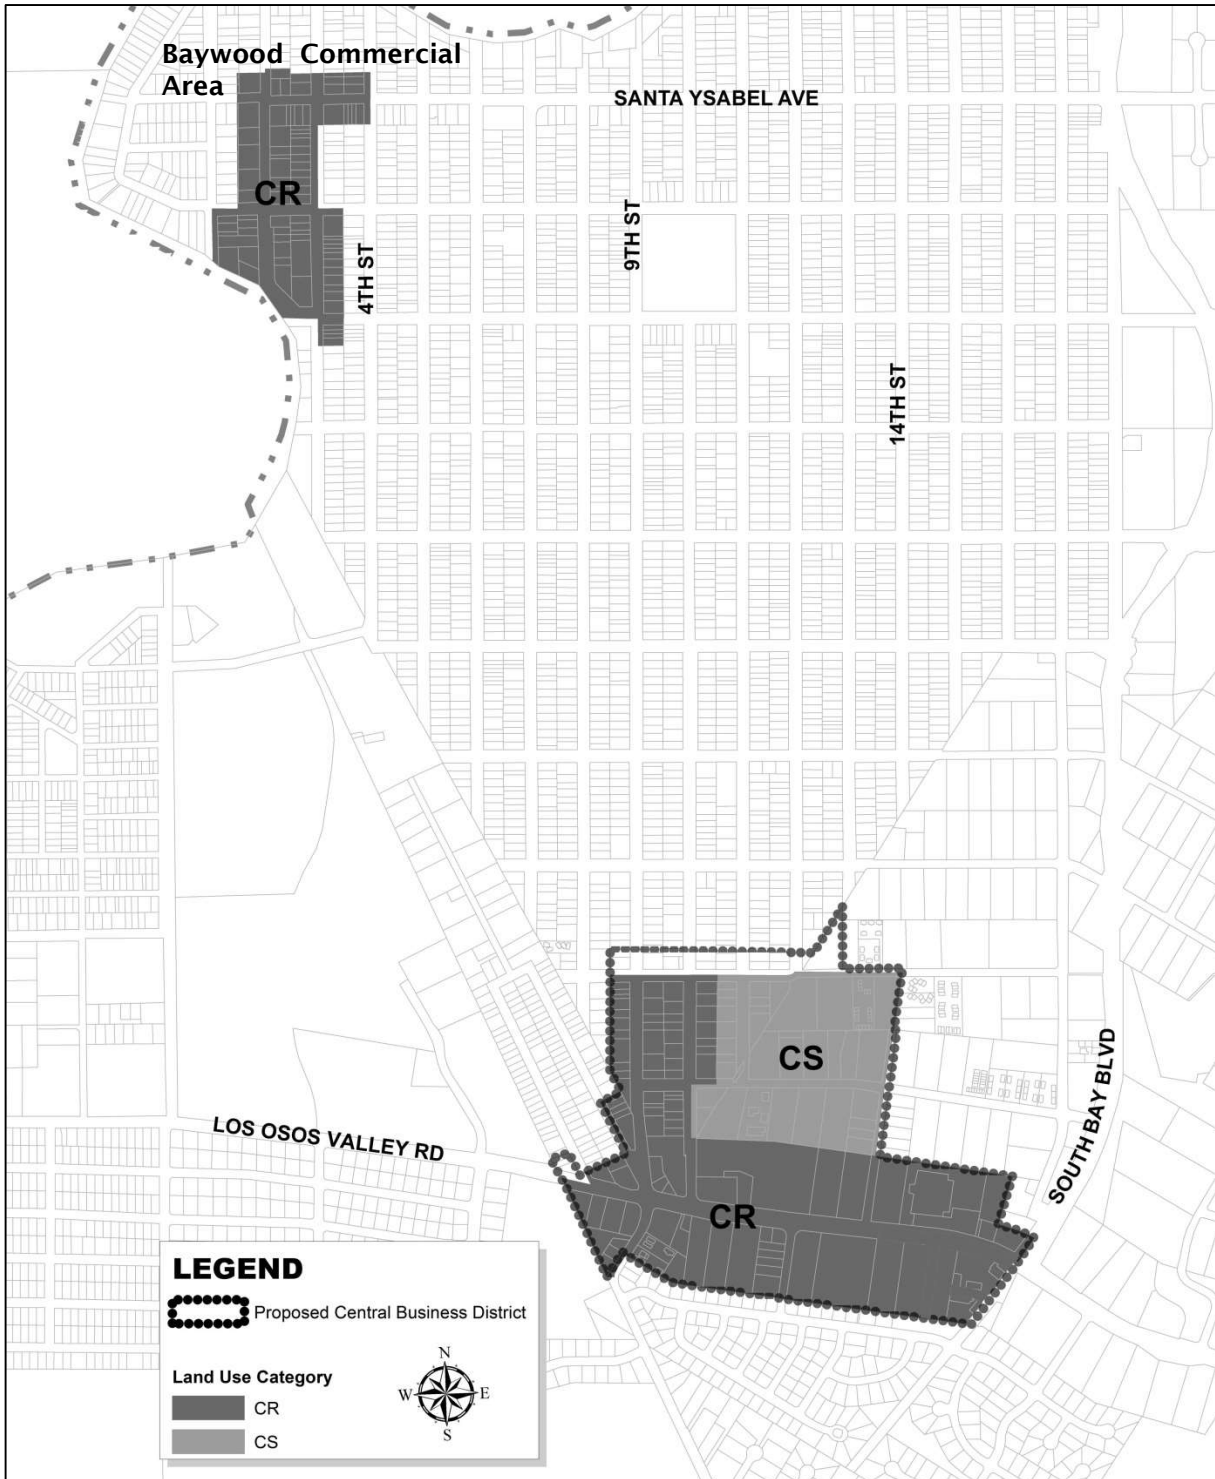 Baywood Commercial
Area
SANTA YSABEL AVE
CR
9TH ST
4TH ST
14TH ST
CS
SOUTH BAY BLVD
LOS OSOS VALLEY RD
CR
LEGEND
Proposed Central Business District
Land Use Category
CR
CS
N
W
E
S